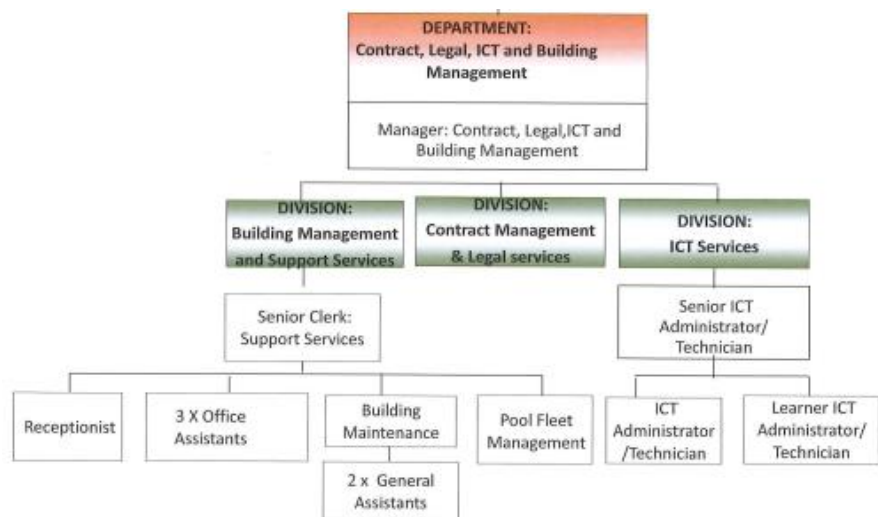 DEPARTMENT:
Contract, Legal, ICT and Building
Management
Manager: Contract, Legal,ICT and
Building Management
DIVISION:
Building Management
and Support Services
DIVISION:
Contract Management
& Legal services
DIVISION:
ICT Services
Senior Clerk:
Support Services
Senior ICT
Administrator/
Technician
Receptionist
3 X Office
Assistants
Building
Maintenance
Pool Fleet
Management
ICT
Administrator
/Technician
Learner ICT
Administrator/
Technician
2 x General
Assistants